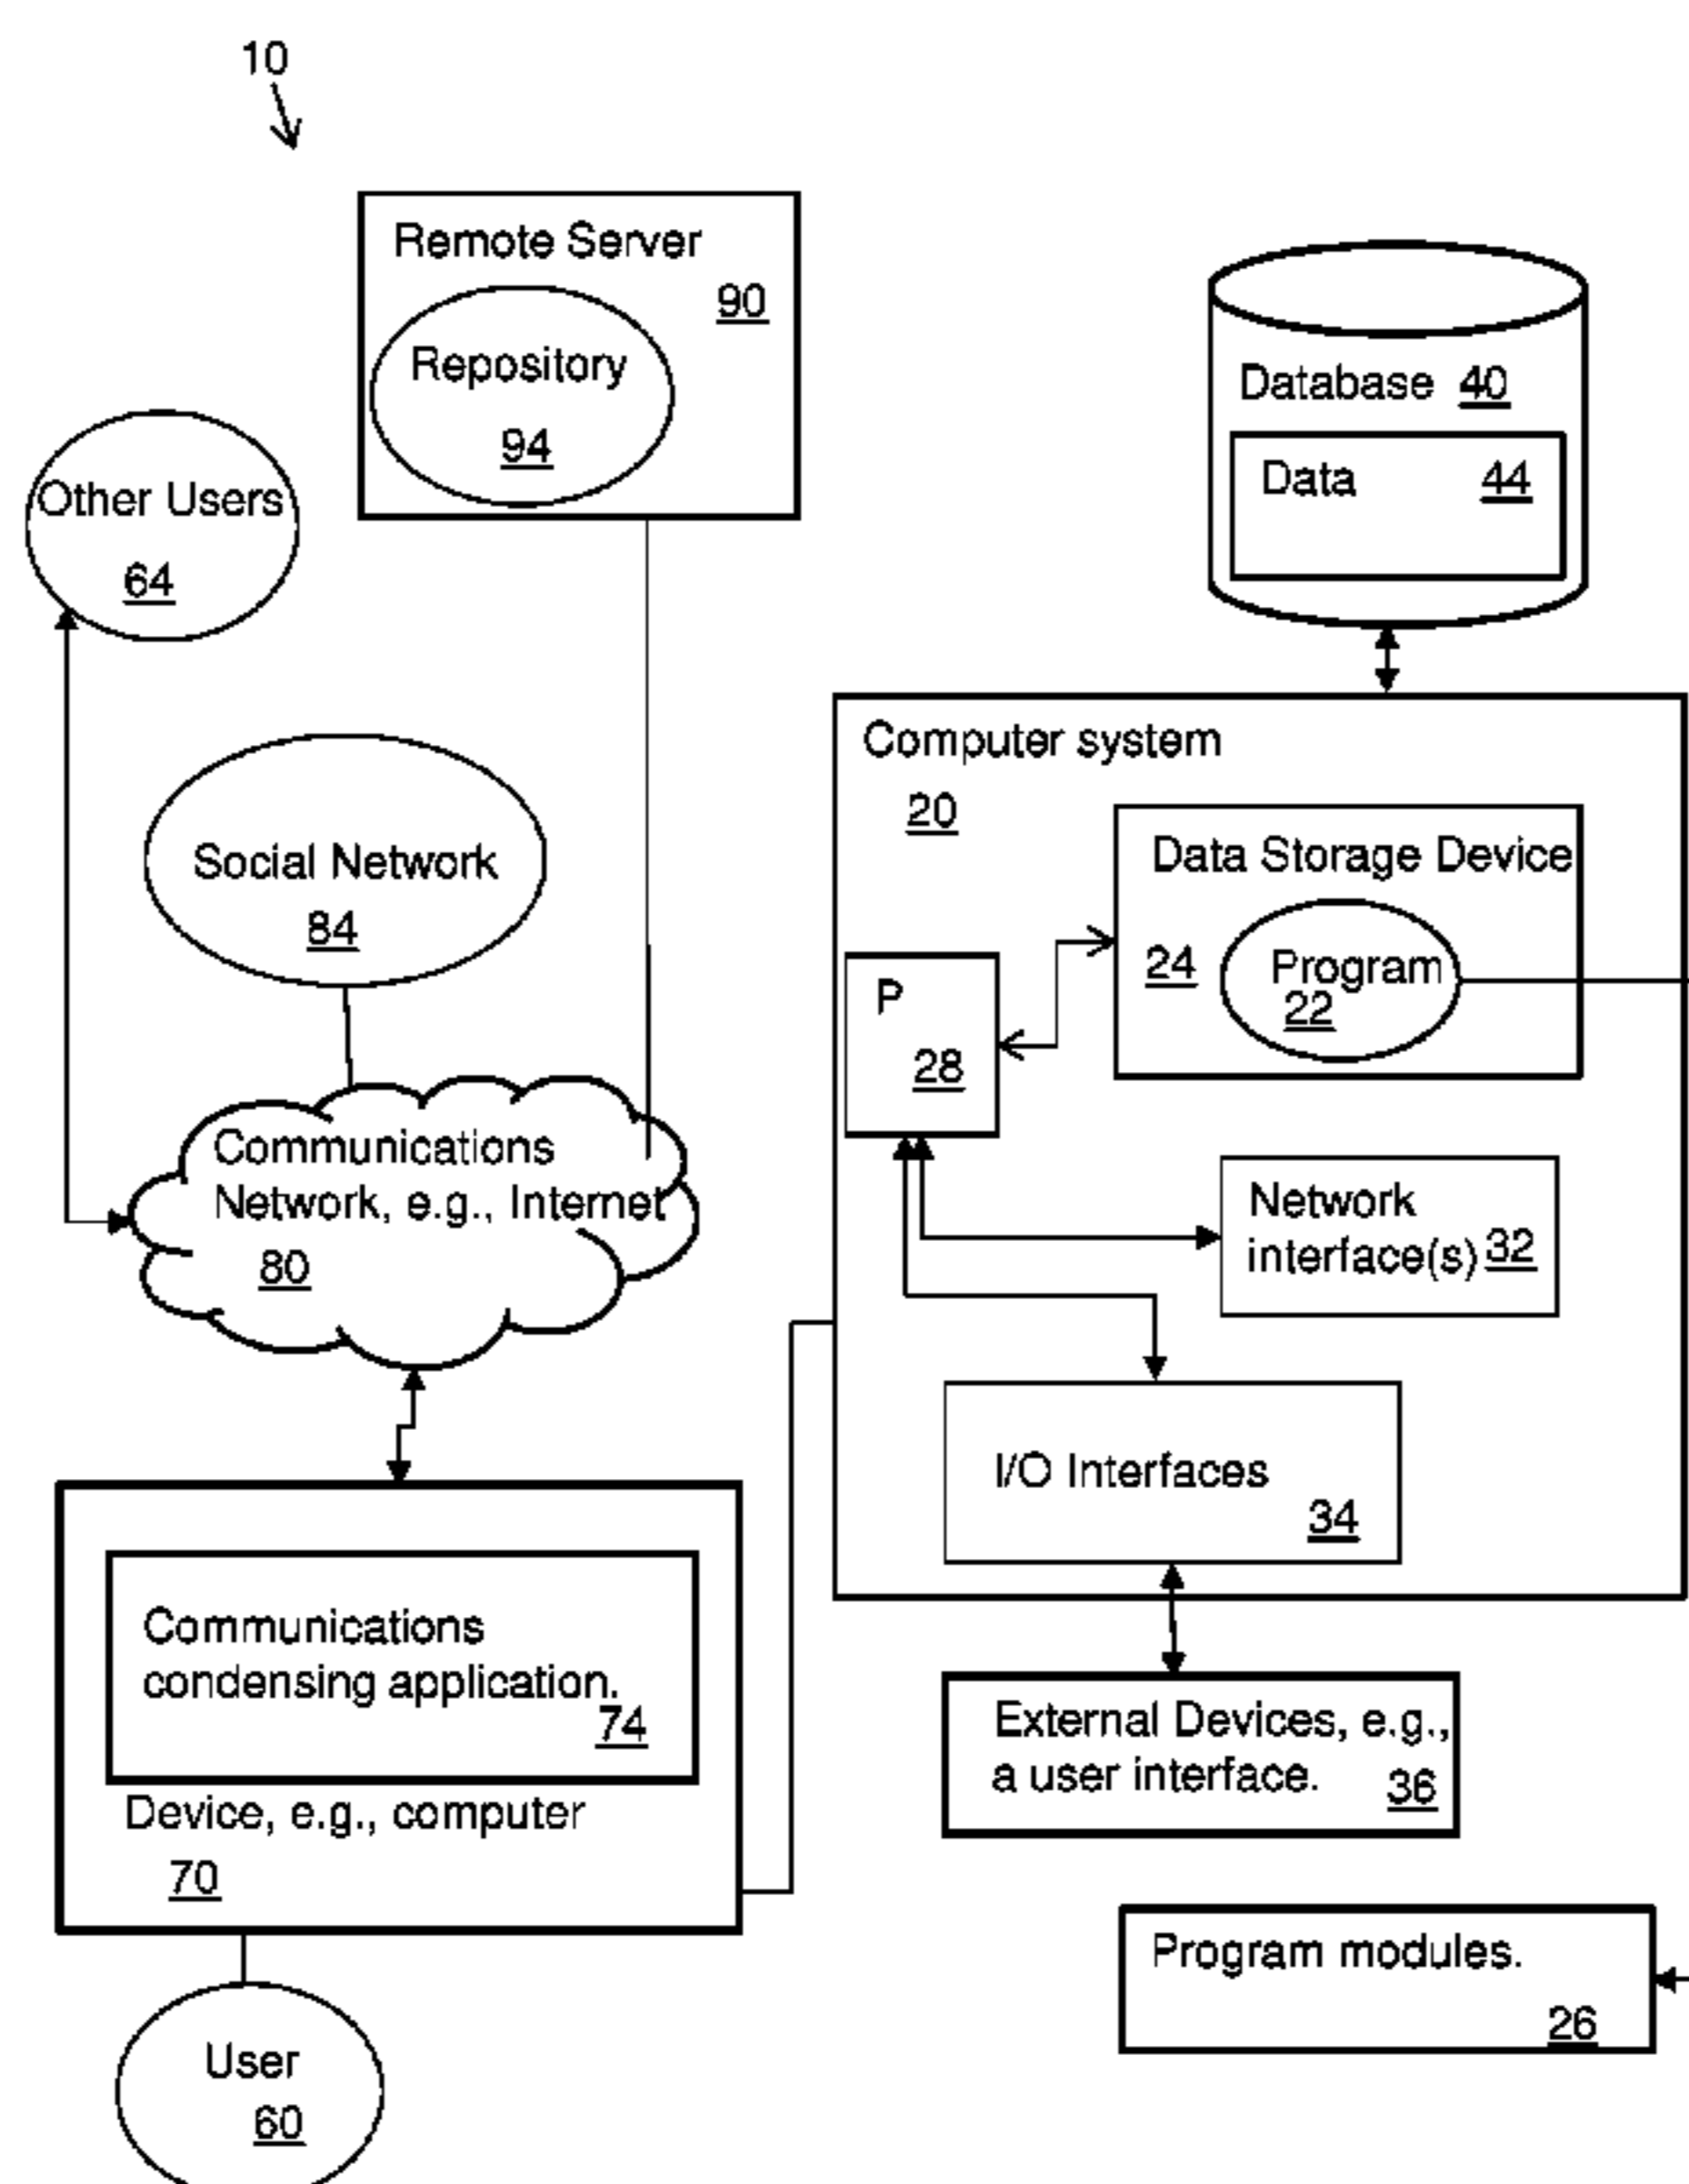 10
Remote Server
90
Repository
94
Other Users
64
Database 40
Data 44
Social Network
84
Computer system
20
Data Storage Device
24
Program
22
P
28
Communications
Network, e.g., Internet
80
Network
interface(s) 32
I/O Interfaces
34
Communications
condensing application.
74
Device, e.g., computer
70
External Devices, e.g.,
a user interface.
36
Program modules.
26
User
60